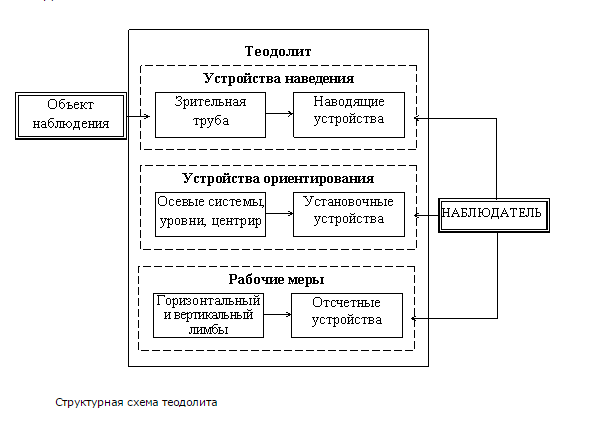 Теодолит
Устройства наведения
Объект
наблюдения
Зрительная
труба
Наводящие
устройства
Устройства ориентирования
Осевые системы,
уровни, центрир
Установочные
устройства
НАБЛЮДАТЕЛЬ
Рабочие меры
Горизонтальный
и вертикальный
лимбы
Отсчетные
устройства
Структурная схема теодолита